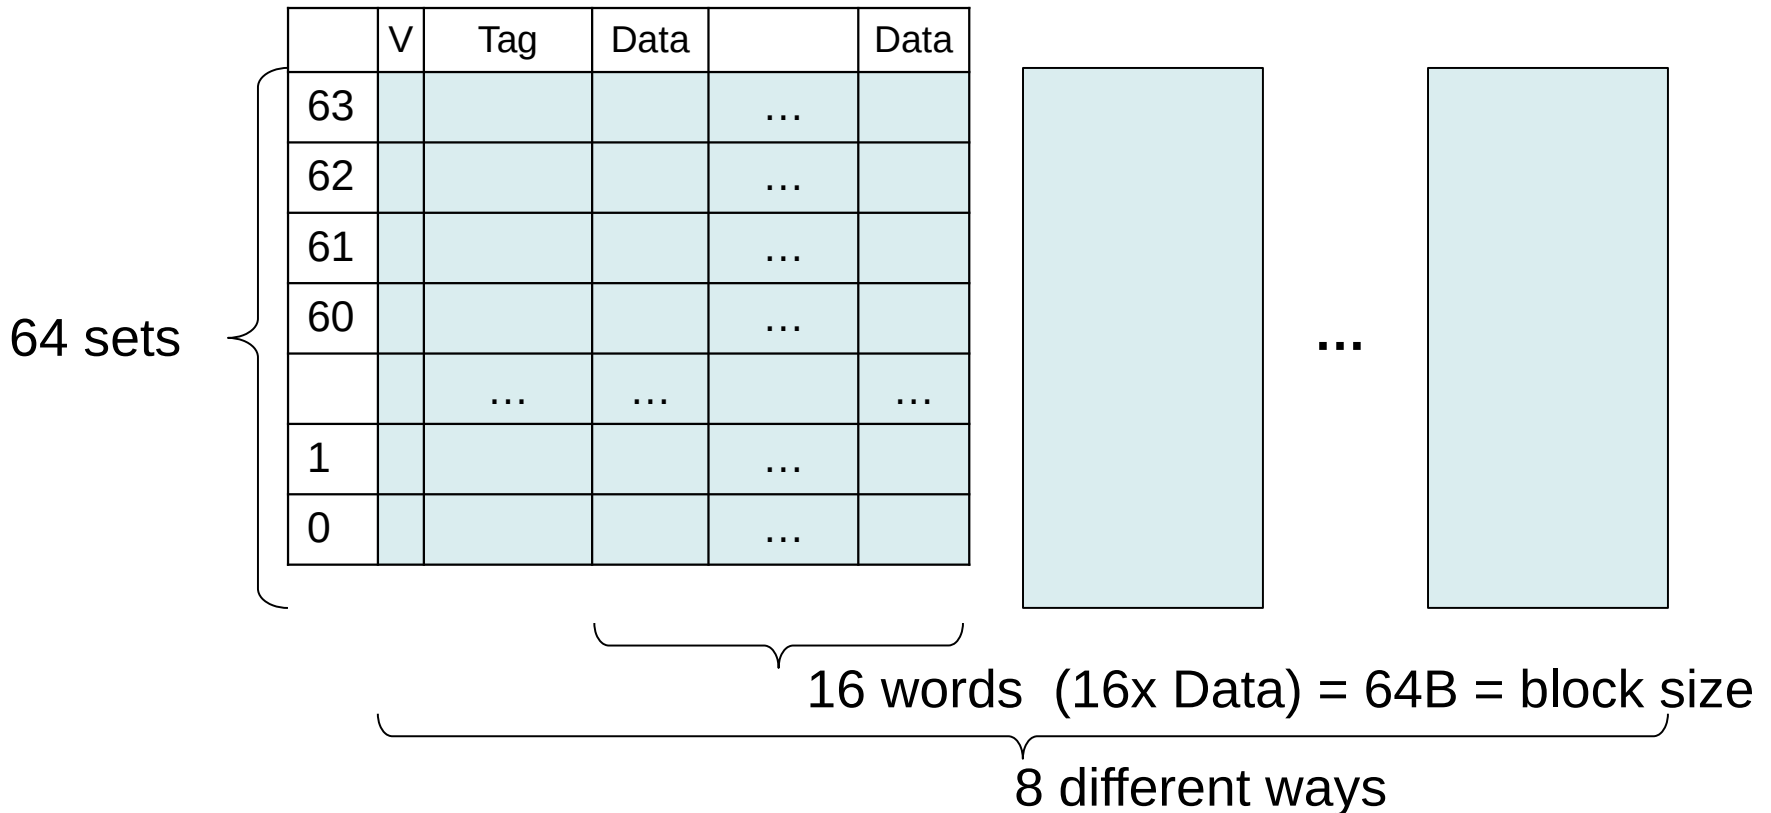 V Tag Data Data
63 …
62 …
61 …
60 …
64 sets
… … …
...
1 …
0 …
16 words (16x Data) = 64B = block size
8 different ways